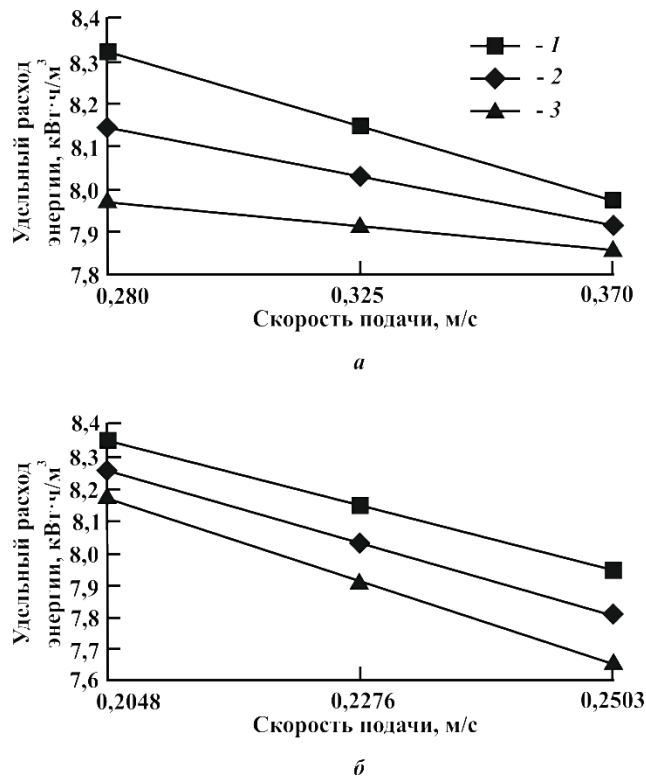 Удельный расход
энергии, кВт·ч/м³
8,4
8,3
8,2
8,1
8,0
7,9
7,8
- 1
- 2
- 3
0,280 0,325 0,370
Скорость подачи, м/с
а
Удельный расход
энергии, кВт·ч/м³
8,4
8,3
8,2
8,1
8,0
7,9
7,8
7,7
7,6
0,2048 0,2276 0,2503
Скорость подачи, м/с
б